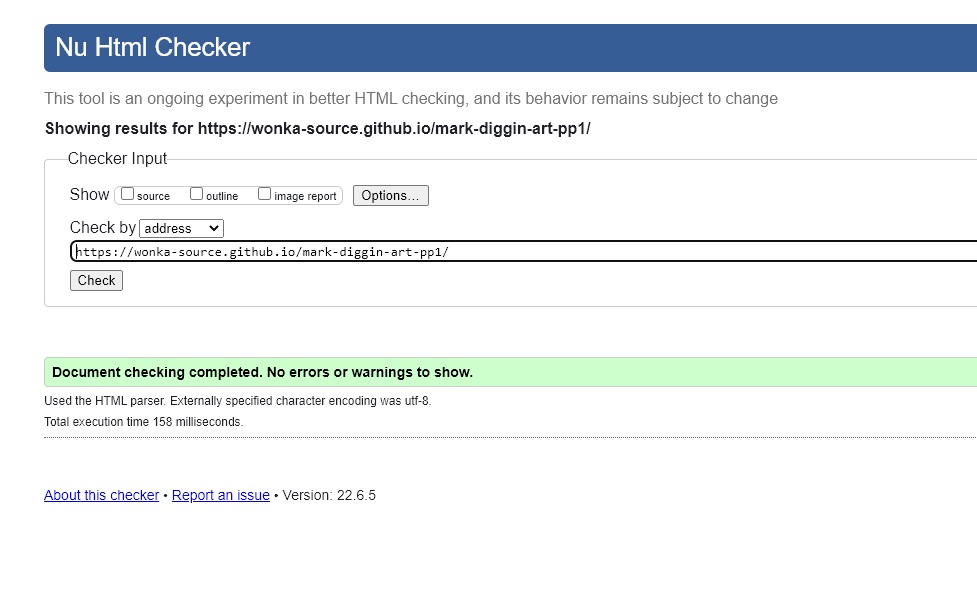 Nu Html Checker
This tool is an ongoing experiment in better HTML checking, and its behavior remains subject to change
Showing results for https://wonka-source.github.io/mark-diggin-art-pp1/
Checker Input
Show source outline image report Options...
Check by address
https://wonka-source.github.io/mark-diggin-art-pp1/
Check
Document checking completed. No errors or warnings to show.
Used the HTML parser. Externally specified character encoding was utf-8.
Total execution time 158 milliseconds.
About this checker • Report an issue • Version: 22.6.5